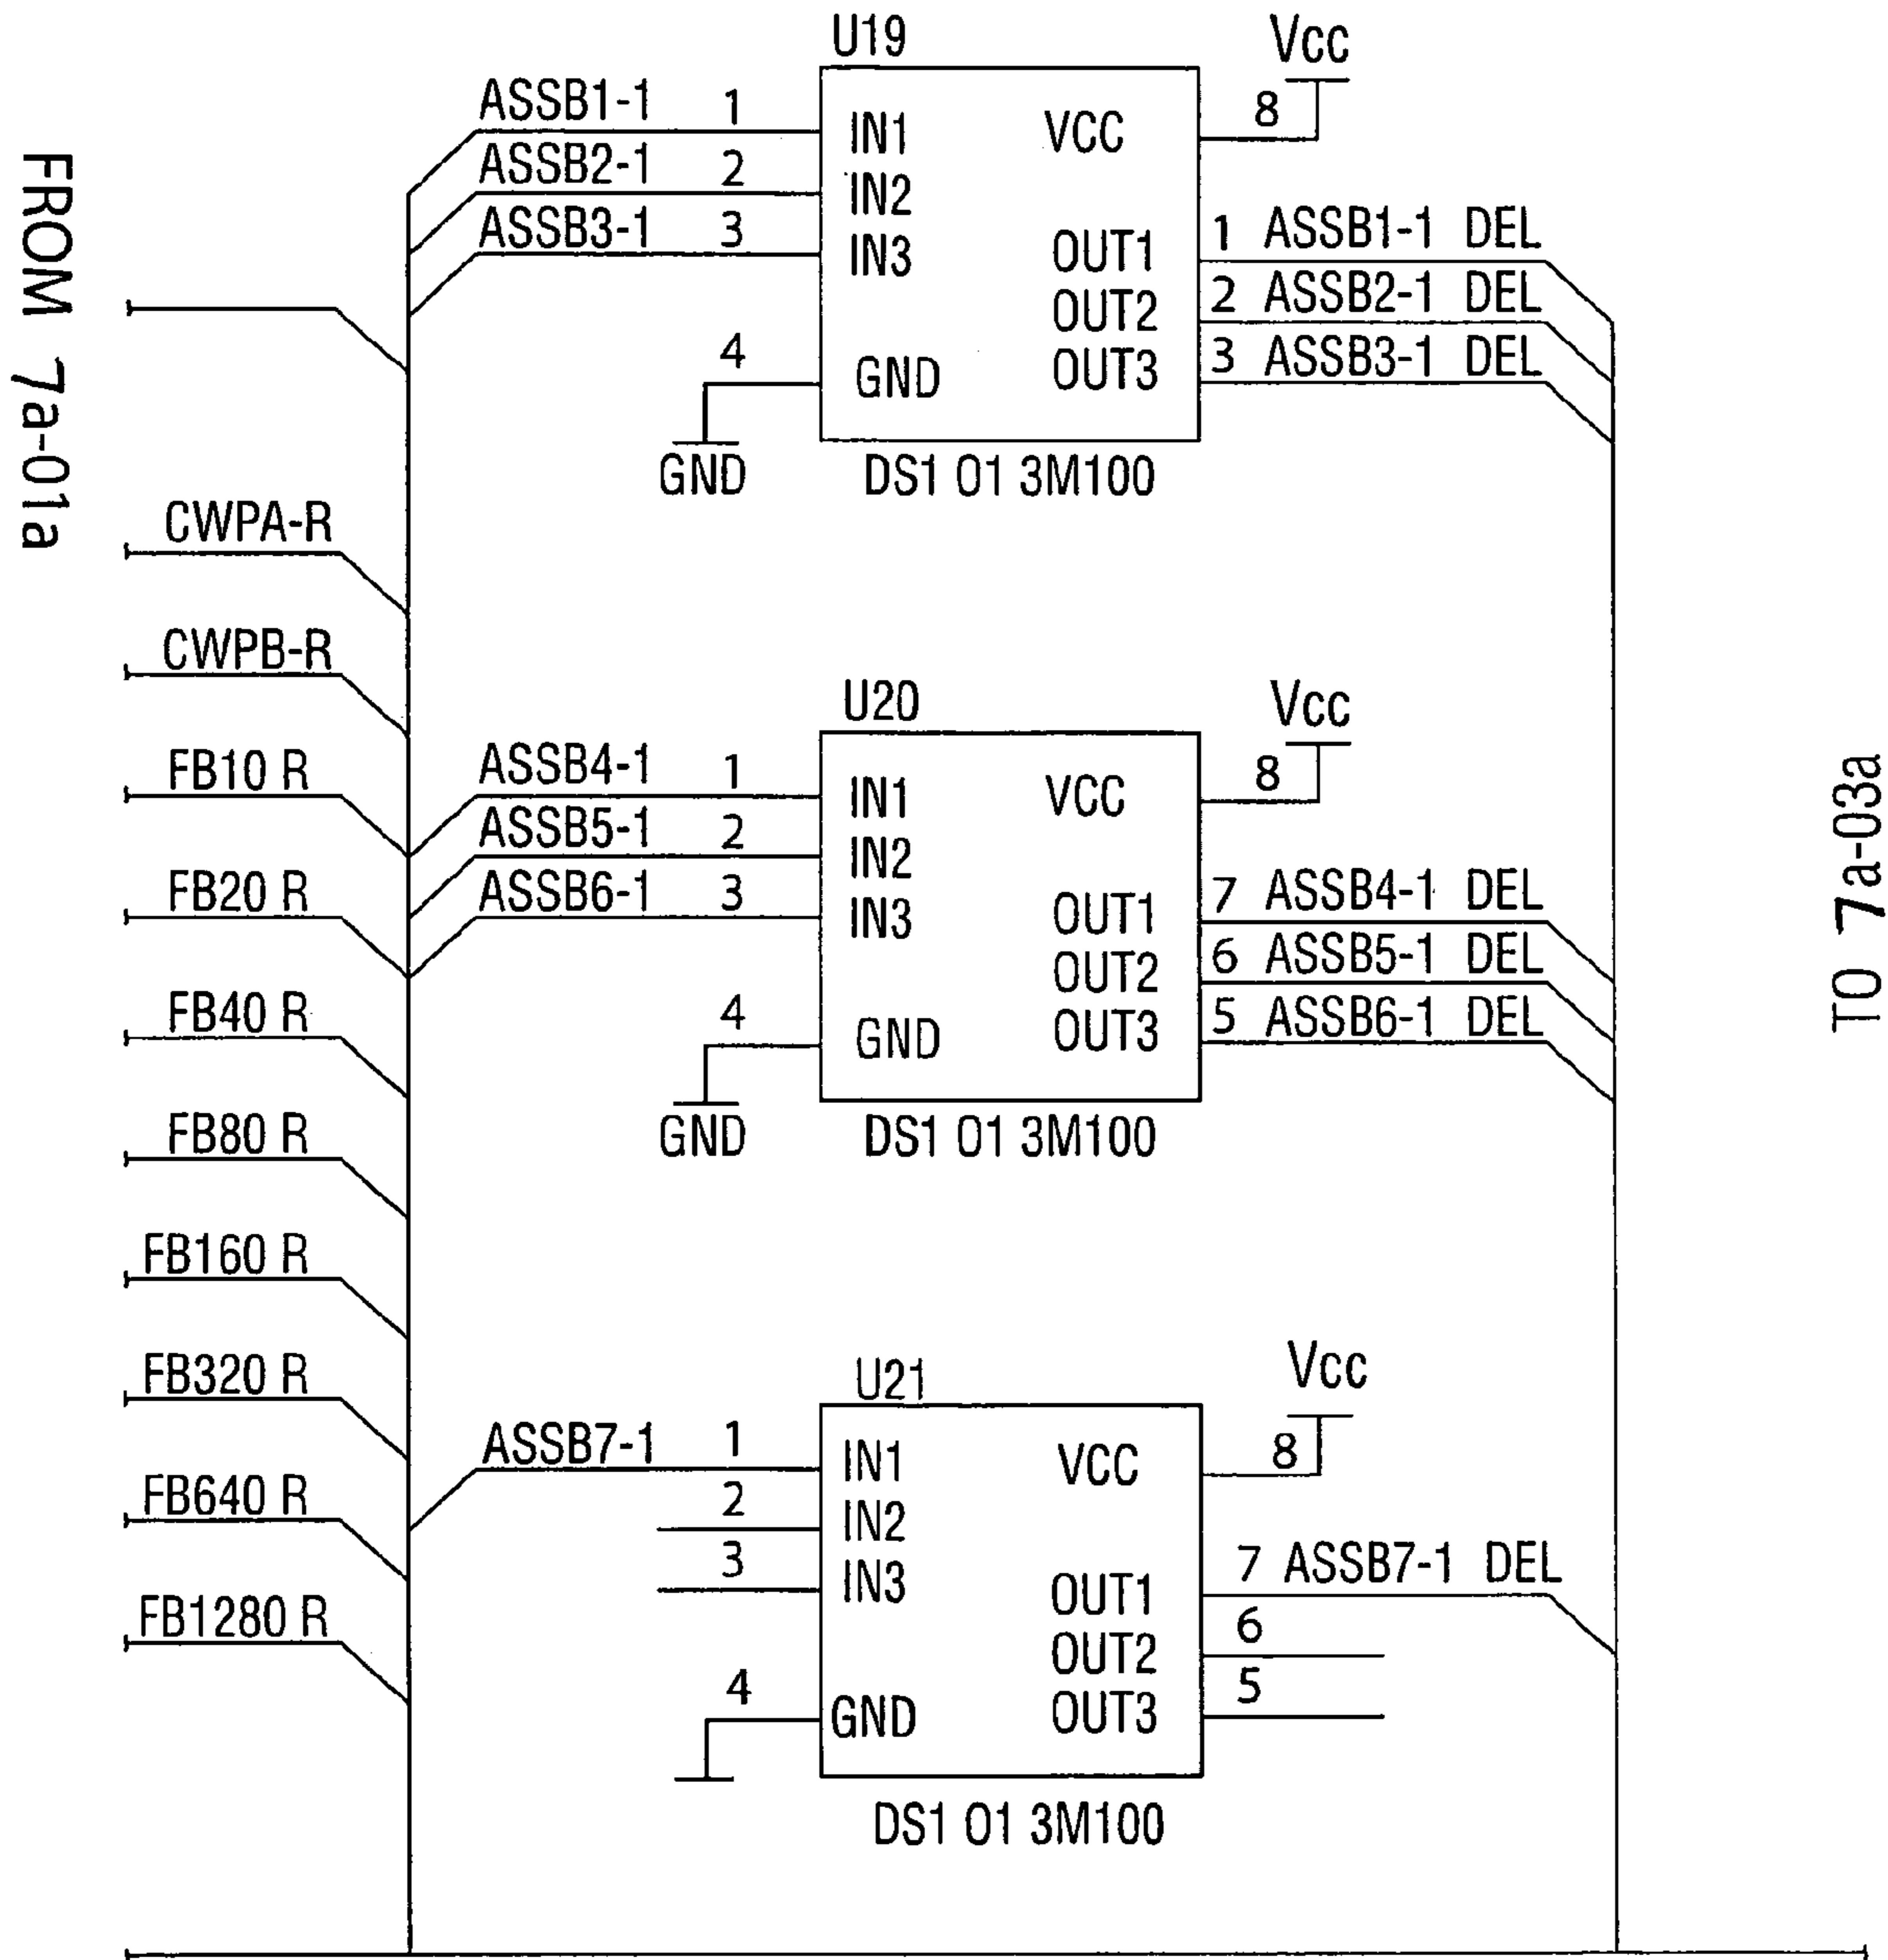 FROM 7a-01a
CWPA-R
CWPB-R
FB10 R
FB20 R
FB40 R
FB80 R
FB160 R
FB320 R
FB640 R
FB1280 R
U19
Vcc
ASSB1-1 1 IN1 VCC 8
ASSB2-1 2 IN2
ASSB3-1 3 IN3
OUT1 1 ASSB1-1 DEL
OUT2 2 ASSB2-1 DEL
4 GND OUT3 3 ASSB3-1 DEL
GND
DS1 01 3M100
U20
Vcc
ASSB4-1 1 IN1 VCC 8
ASSB5-1 2 IN2
ASSB6-1 3 IN3
OUT1 7 ASSB4-1 DEL
OUT2 6 ASSB5-1 DEL
4 GND OUT3 5 ASSB6-1 DEL
GND
DS1 01 3M100
U21
Vcc
ASSB7-1 1 IN1 VCC 8
2 IN2
3 IN3
OUT1 7 ASSB7-1 DEL
OUT2 6
4 GND OUT3 5
DS1 01 3M100
TO 7a-03a